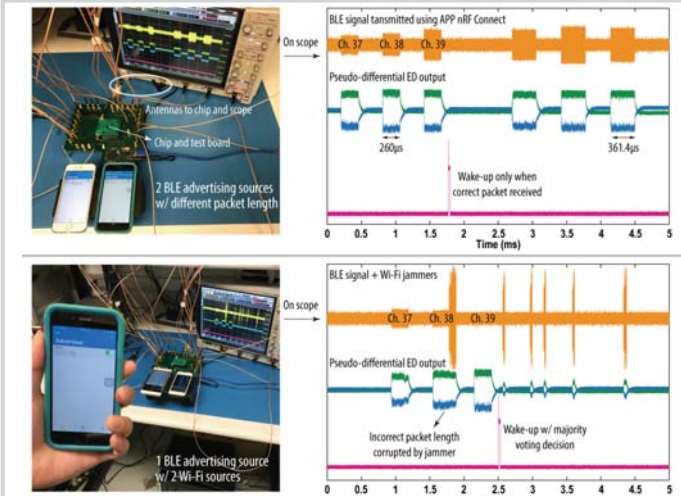 On scope
Antennas to chip and scope
Chip and test board
2 BLE advertising sources
w/ different packet length
BLE signal tansmitted using APP nRF Connect
Ch. 37 Ch. 38 Ch. 39
Pseudo-differential ED output
260μs
361.4μs
Wake-up only when
correct packet received
0 0.5 1 1.5 2 2.5 3 3.5 4 4.5 5
Time (ms)
On scope
1 BLE advertising source
w/ 2 Wi-Fi sources
BLE signal + Wi-Fi jammers
Ch. 37 Ch. 38 Ch. 39
Pseudo-differential ED output
Incorrect packet length
corrupted by jammer
Wake-up w/ majority
voting decision
0 0.5 1 1.5 2 2.5 3 3.5 4 4.5 5